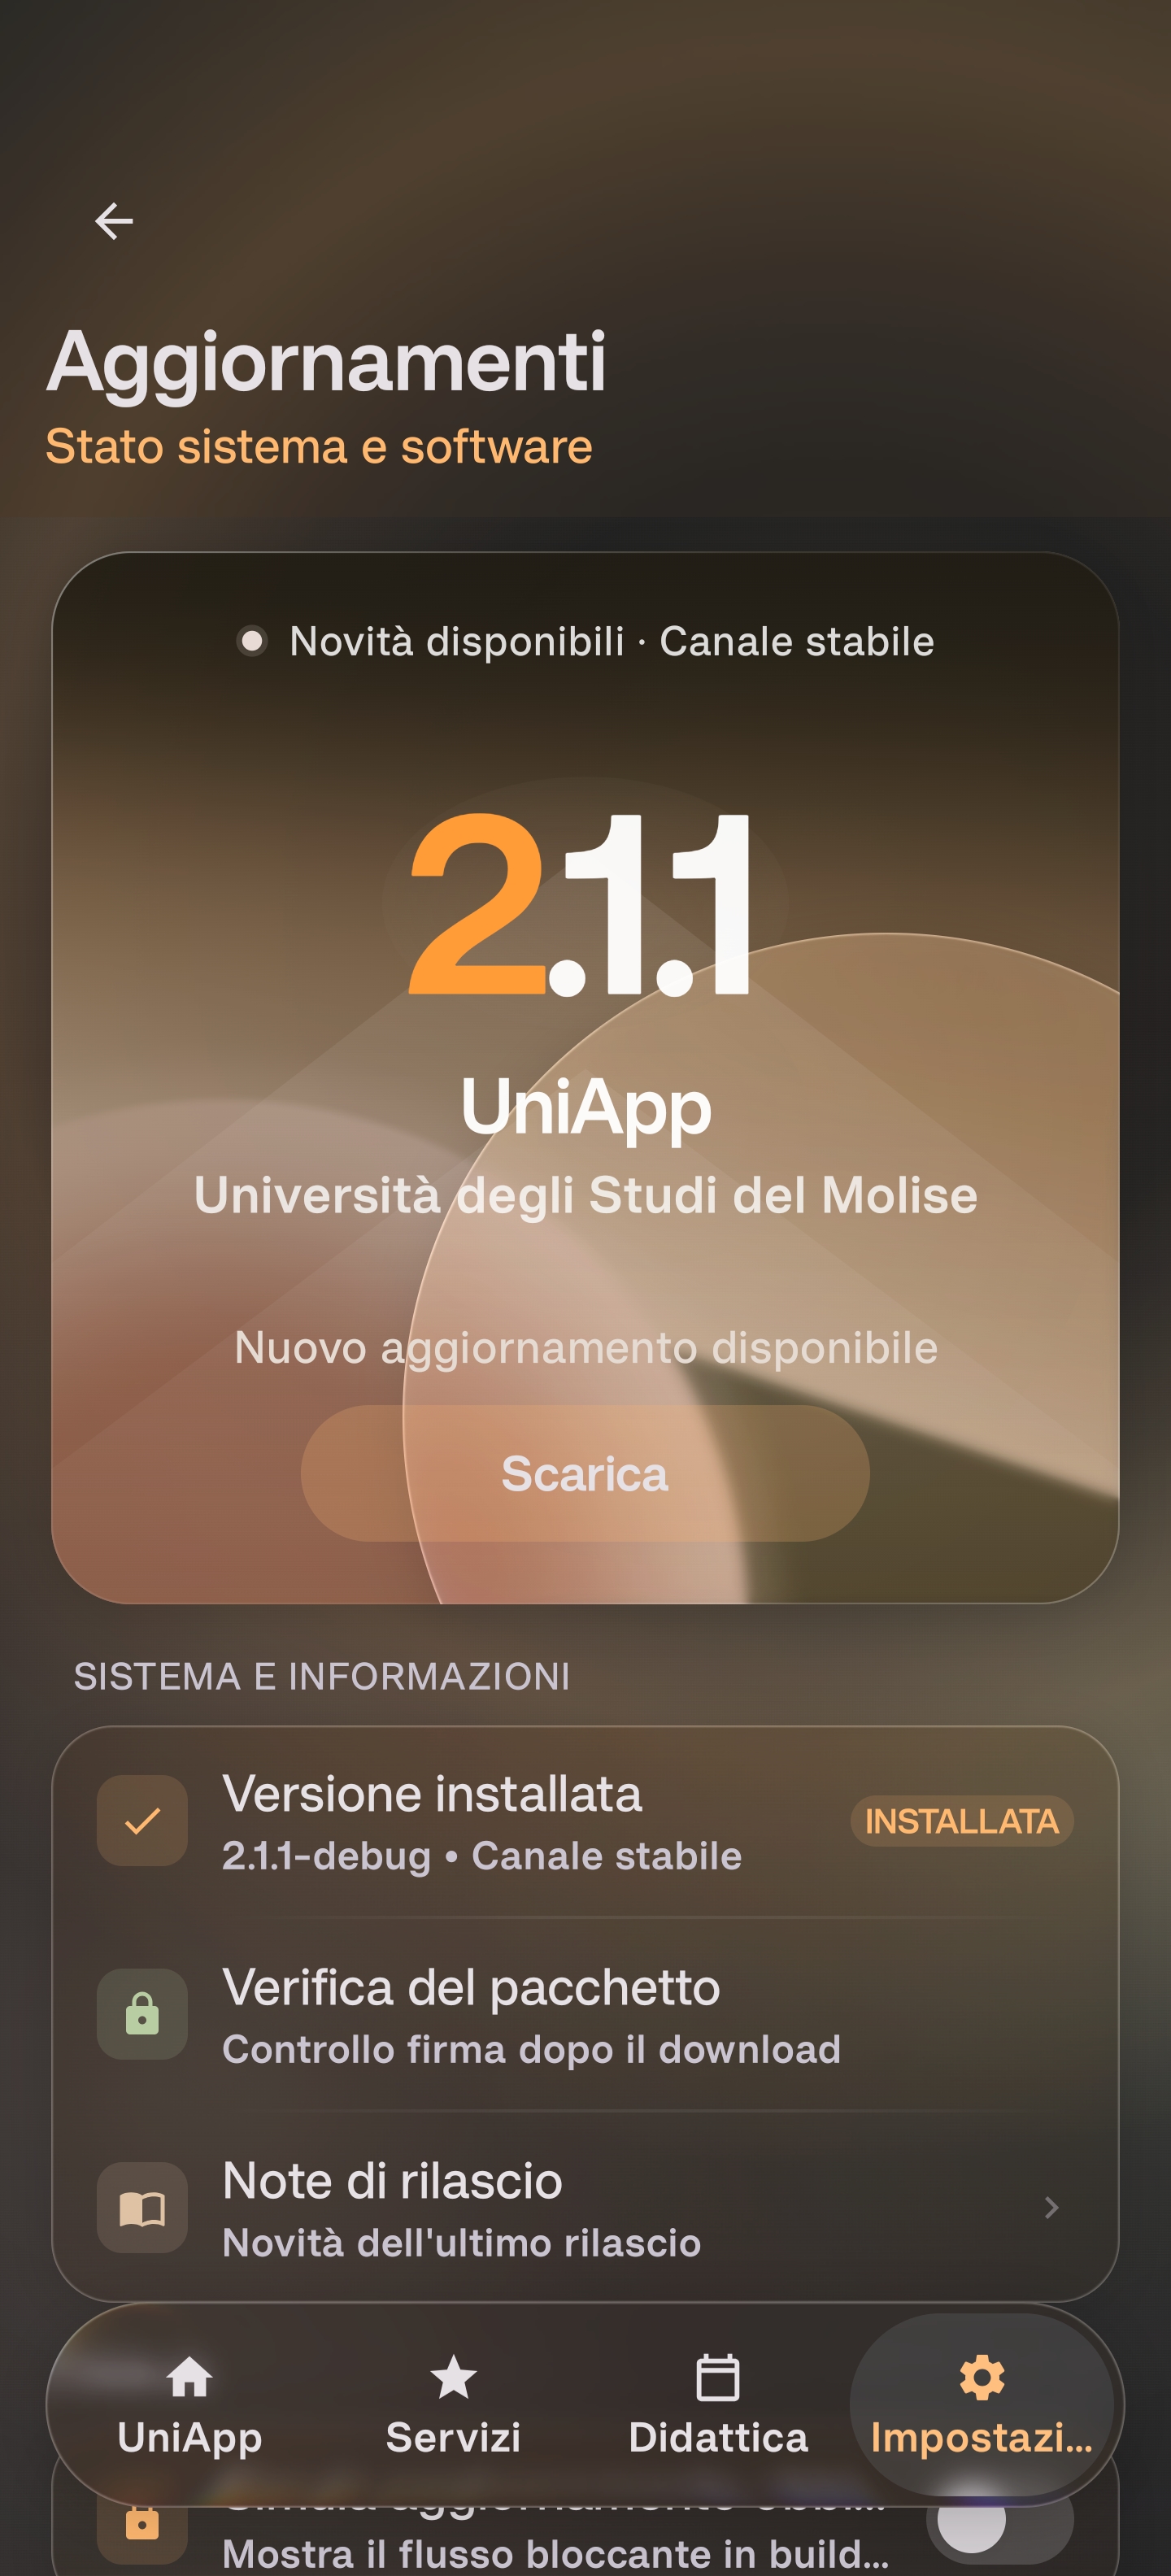 Aggiornamenti
Stato sistema e software
Novità disponibili · Canale stabile
2.1.1
UniApp
Università degli Studi del Molise
Nuovo aggiornamento disponibile
Scarica
SISTEMA E INFORMAZIONI
Versione installata
INSTALLATA
2.1.1-debug • Canale stabile
Verifica del pacchetto
Controllo firma dopo il download
Note di rilascio
Novità dell'ultimo rilascio
UniApp
Servizi
Didattica
Impostazi...
aggiornamento
Mostra il flusso bloccante in build...